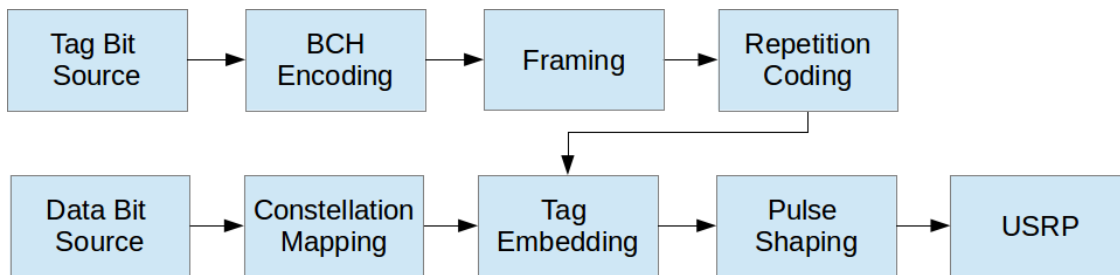 Tag Bit
Source
BCH
Encoding
Framing
Repetition
Coding
Data Bit
Source
Constellation
Mapping
Tag
Embedding
Pulse
Shaping
USRP